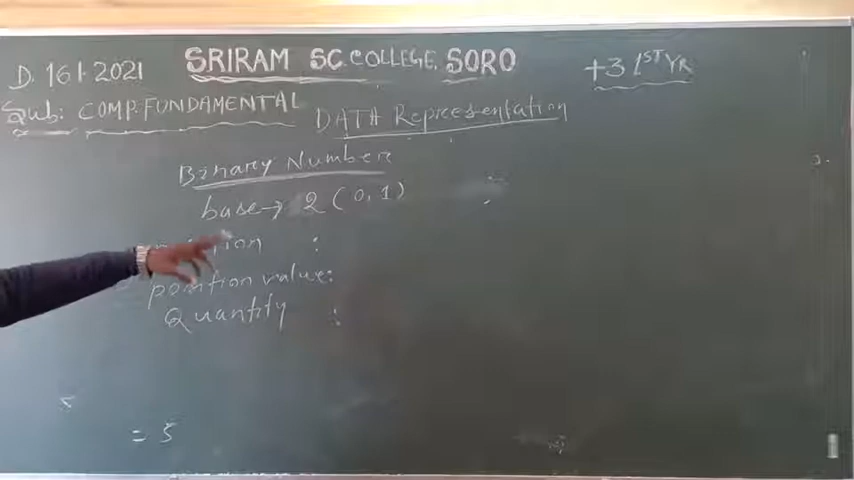 D. 16 1. 2021 SRIRAM SC. COLLEGE, SORO +3 1ST YR
Sub: COMP. FUNDAMENTAL DATA Representation
Binary Number
base → 2 (0, 1)
:
position value:
Quantity :
= 5